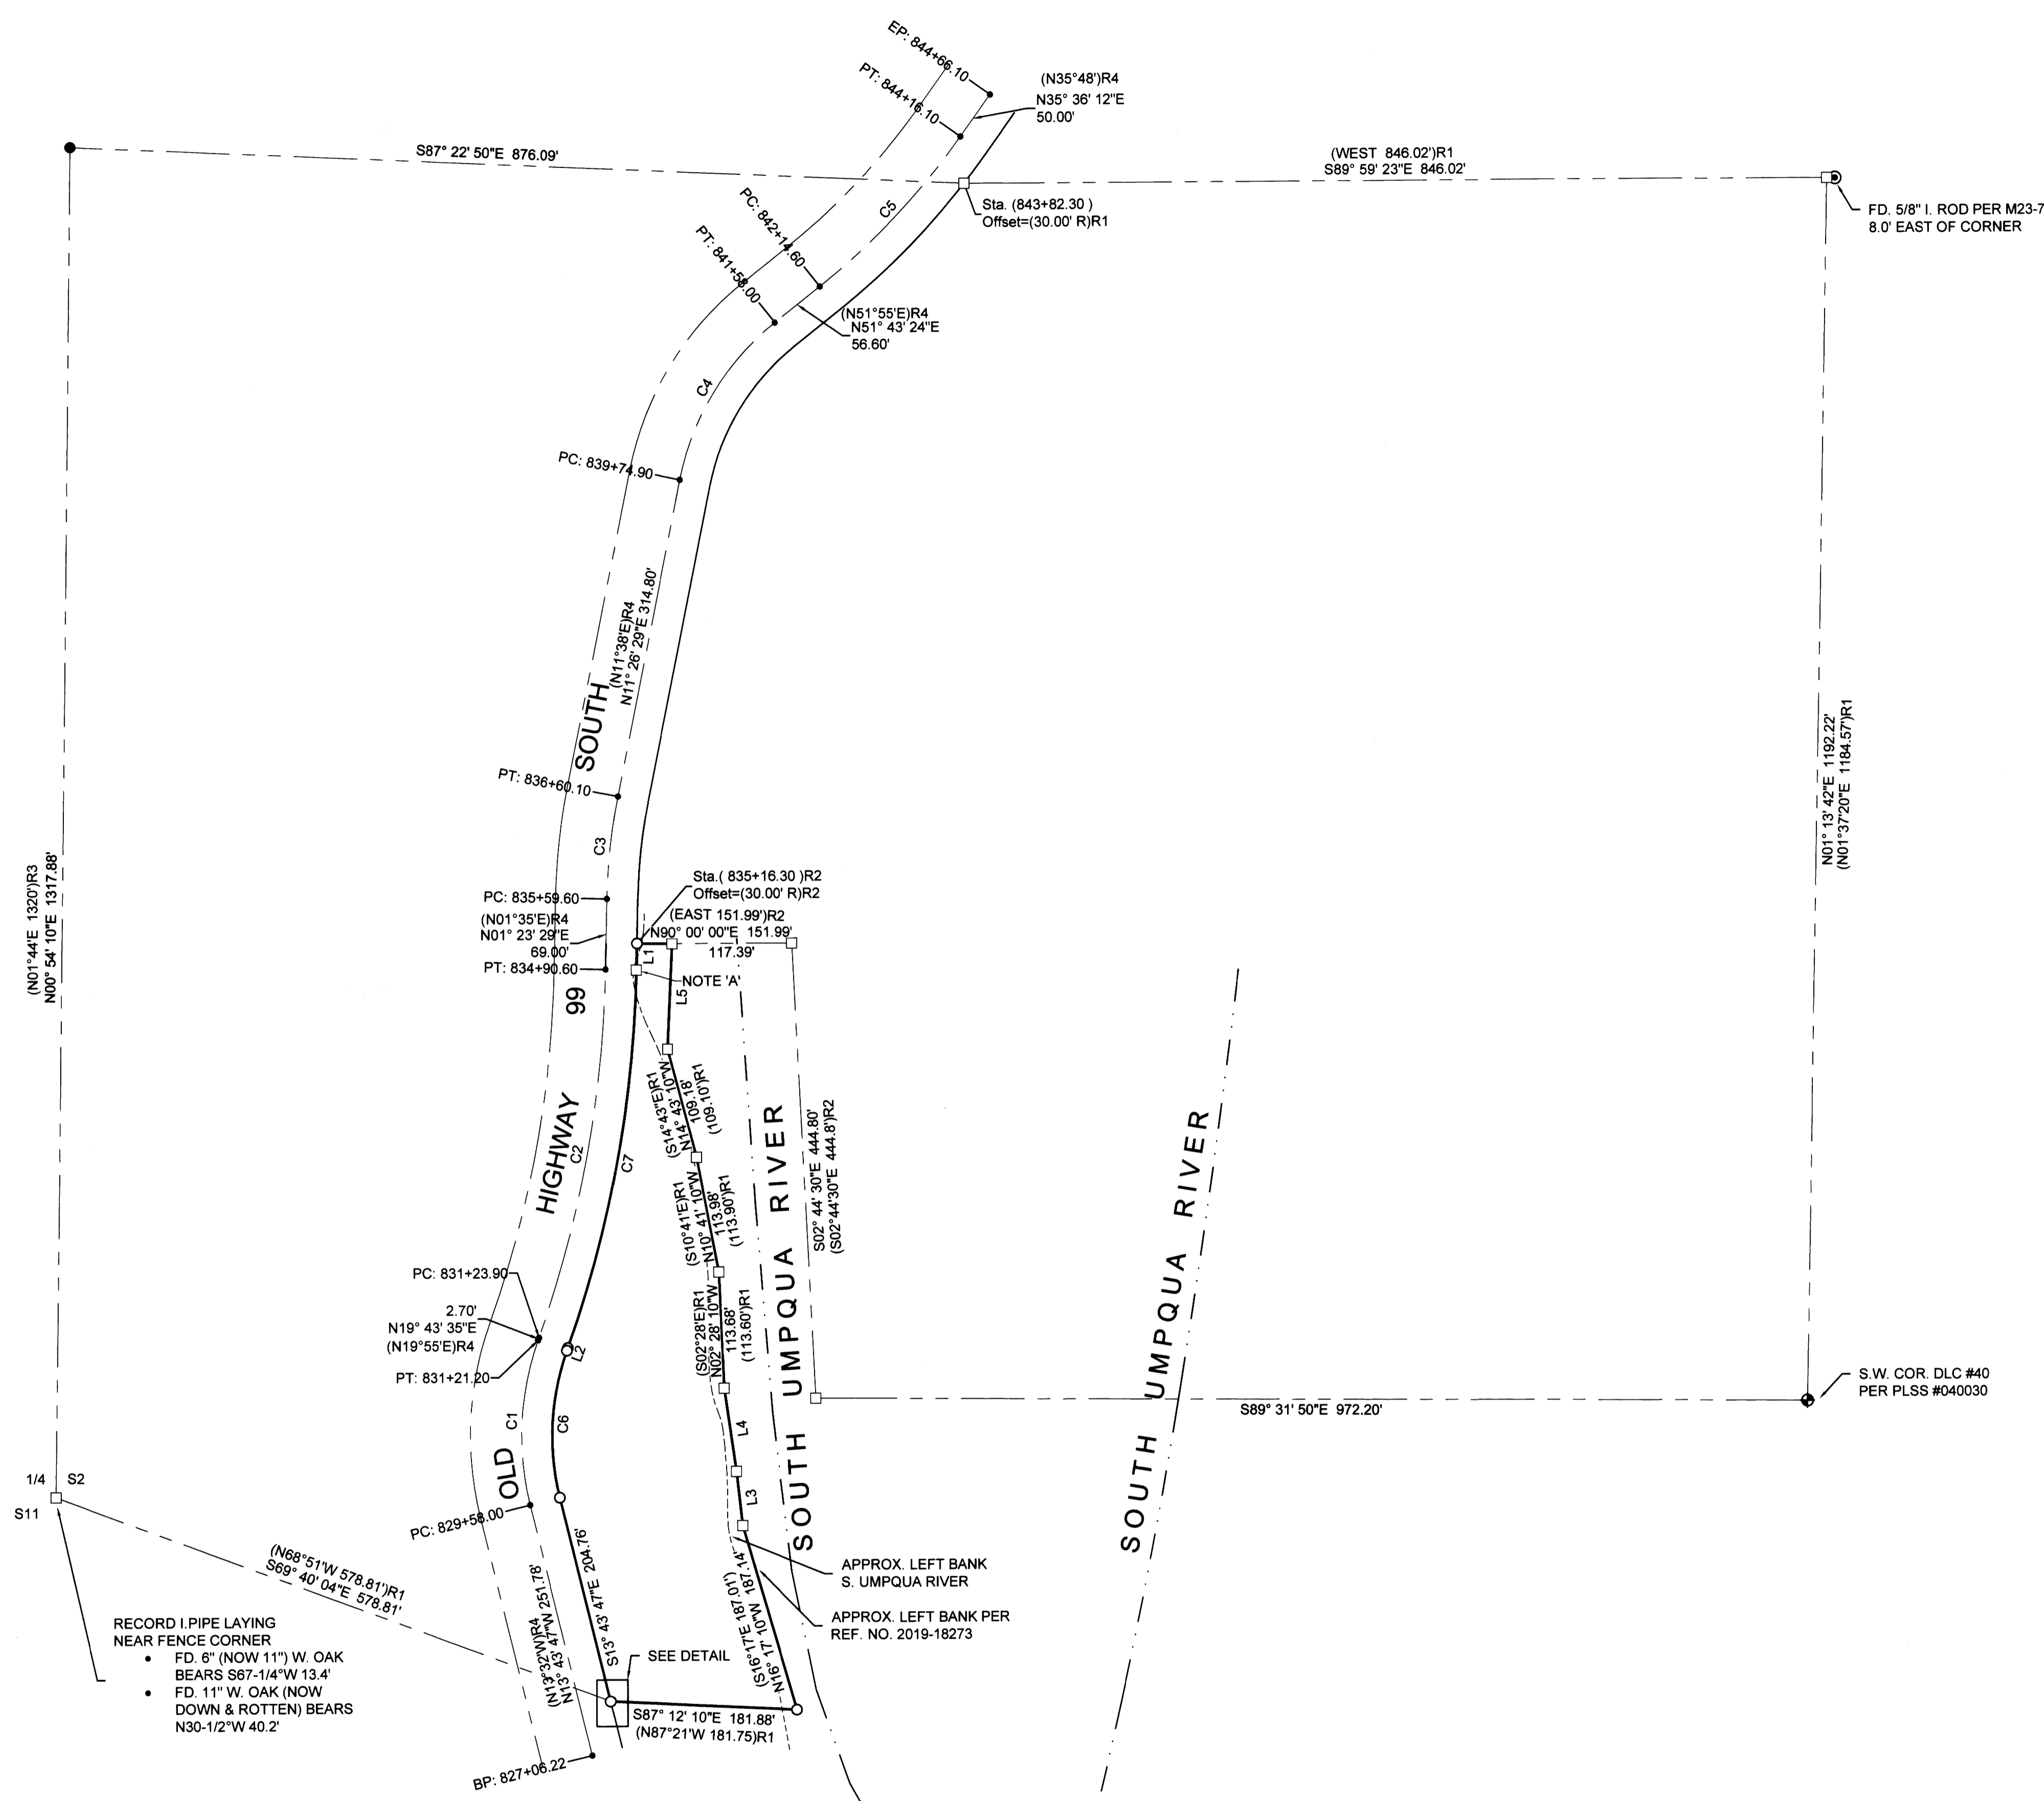 EP: 844+66.10
PT: 844+16.10
(N35°48')R4
N35° 36' 12"E
50.00'
S87° 22' 50"E 876.09'
(WEST 846.02')R1
S89° 59' 23"E 846.02'
FD. 5/8" I. ROD PER M23-7
8.0' EAST OF CORNER
Sta. (843+82.30 )
Offset=(30.00' R)R1
C5
PC: 842+14.60
PT: 841+58.00
(N51°55'E)R4
N51° 43' 24"E
56.60'
C4
PC: 839+74.90
(N11°38'E)R4
N11° 26' 29"E 314.80'
SOUTH
PT: 836+60.10
C3
Sta.( 835+16.30 )R2
Offset=(30.00' R)R2
PC: 835+59.60
(N01°35'E)R4
N01° 23' 29"E
69.00'
PT: 834+90.60
(EAST 151.99')R2
N90° 00' 00"E 151.99'
117.39'
L1
NOTE 'A'
L5
99
(N01°44'E 1320')R3
N00° 54' 10"E 1317.88'
N01° 13' 42"E 1192.22'
(N01°37'20"E 1184.57')R1
(S14°43'E)R1
N14° 43' 10"W
109.18'
(109.10')R1
HIGHWAY
C2
C7
(S10°41'E)R1
N10° 41' 10"W
113.98'
(113.90')R1
S02° 44' 30"E 444.80'
(S02°44'30"E 444.8')R2
SOUTH UMPQUA RIVER
SOUTH UMPQUA RIVER
PC: 831+23.90
2.70'
N19° 43' 35"E
(N19°55'E)R4
PT: 831+21.20
L2
(S02°28'E)R1
N02° 28' 10"W
113.68'
(113.60')R1
S.W. COR. DLC #40
PER PLSS #040030
S89° 31' 50"E 972.20'
C1
C6
L4
OLD
L3
1/4
S2
S11
PC: 829+58.00
(N68°51'W 578.81')R1
S69° 40' 04"E 578.81'
(N13°32'W)R4
N13° 43' 47"W 251.78'
S13° 43' 47"E 204.76'
(S16°17'E 187.01')
N16° 17' 10"W 187.14'
APPROX. LEFT BANK
S. UMPQUA RIVER
APPROX. LEFT BANK PER
REF. NO. 2019-18273
RECORD I.PIPE LAYING
NEAR FENCE CORNER
• FD. 6" (NOW 11") W. OAK
BEARS S67-1/4°W 13.4'
• FD. 11" W. OAK (NOW
DOWN & ROTTEN) BEARS
N30-1/2°W 40.2'
SEE DETAIL
S87° 12' 10"E 181.88'
(N87°21'W 181.75)R1
BP: 827+06.22